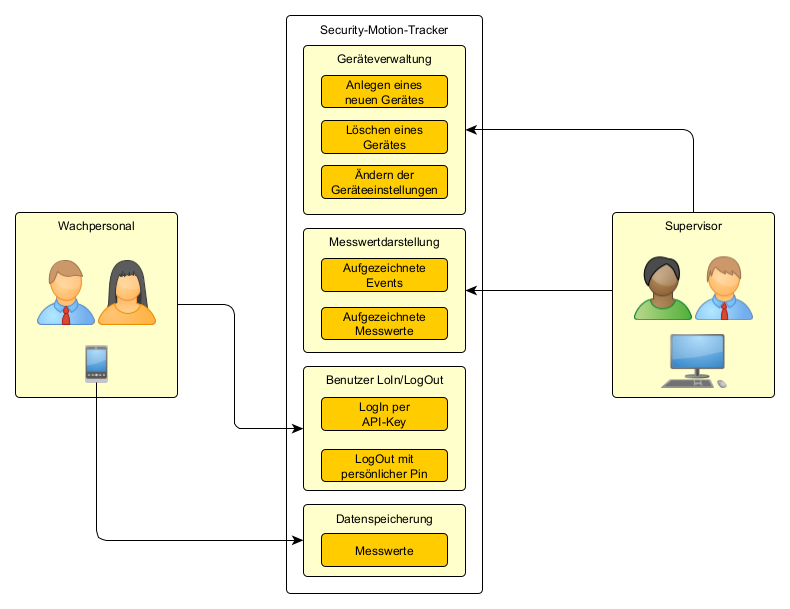 Security-Motion-Tracker
Geräteverwaltung
Anlegen eines
neuen Gerätes
Löschen eines
Gerätes
Ändern der
Geräteeinstellungen
Wachpersonal
Supervisor
Messwertdarstellung
Aufgezeichnete
Events
Aufgezeichnete
Messwerte
Benutzer LoIn/LogOut
LogIn per
API-Key
LogOut mit
persönlicher Pin
Datenspeicherung
Messwerte